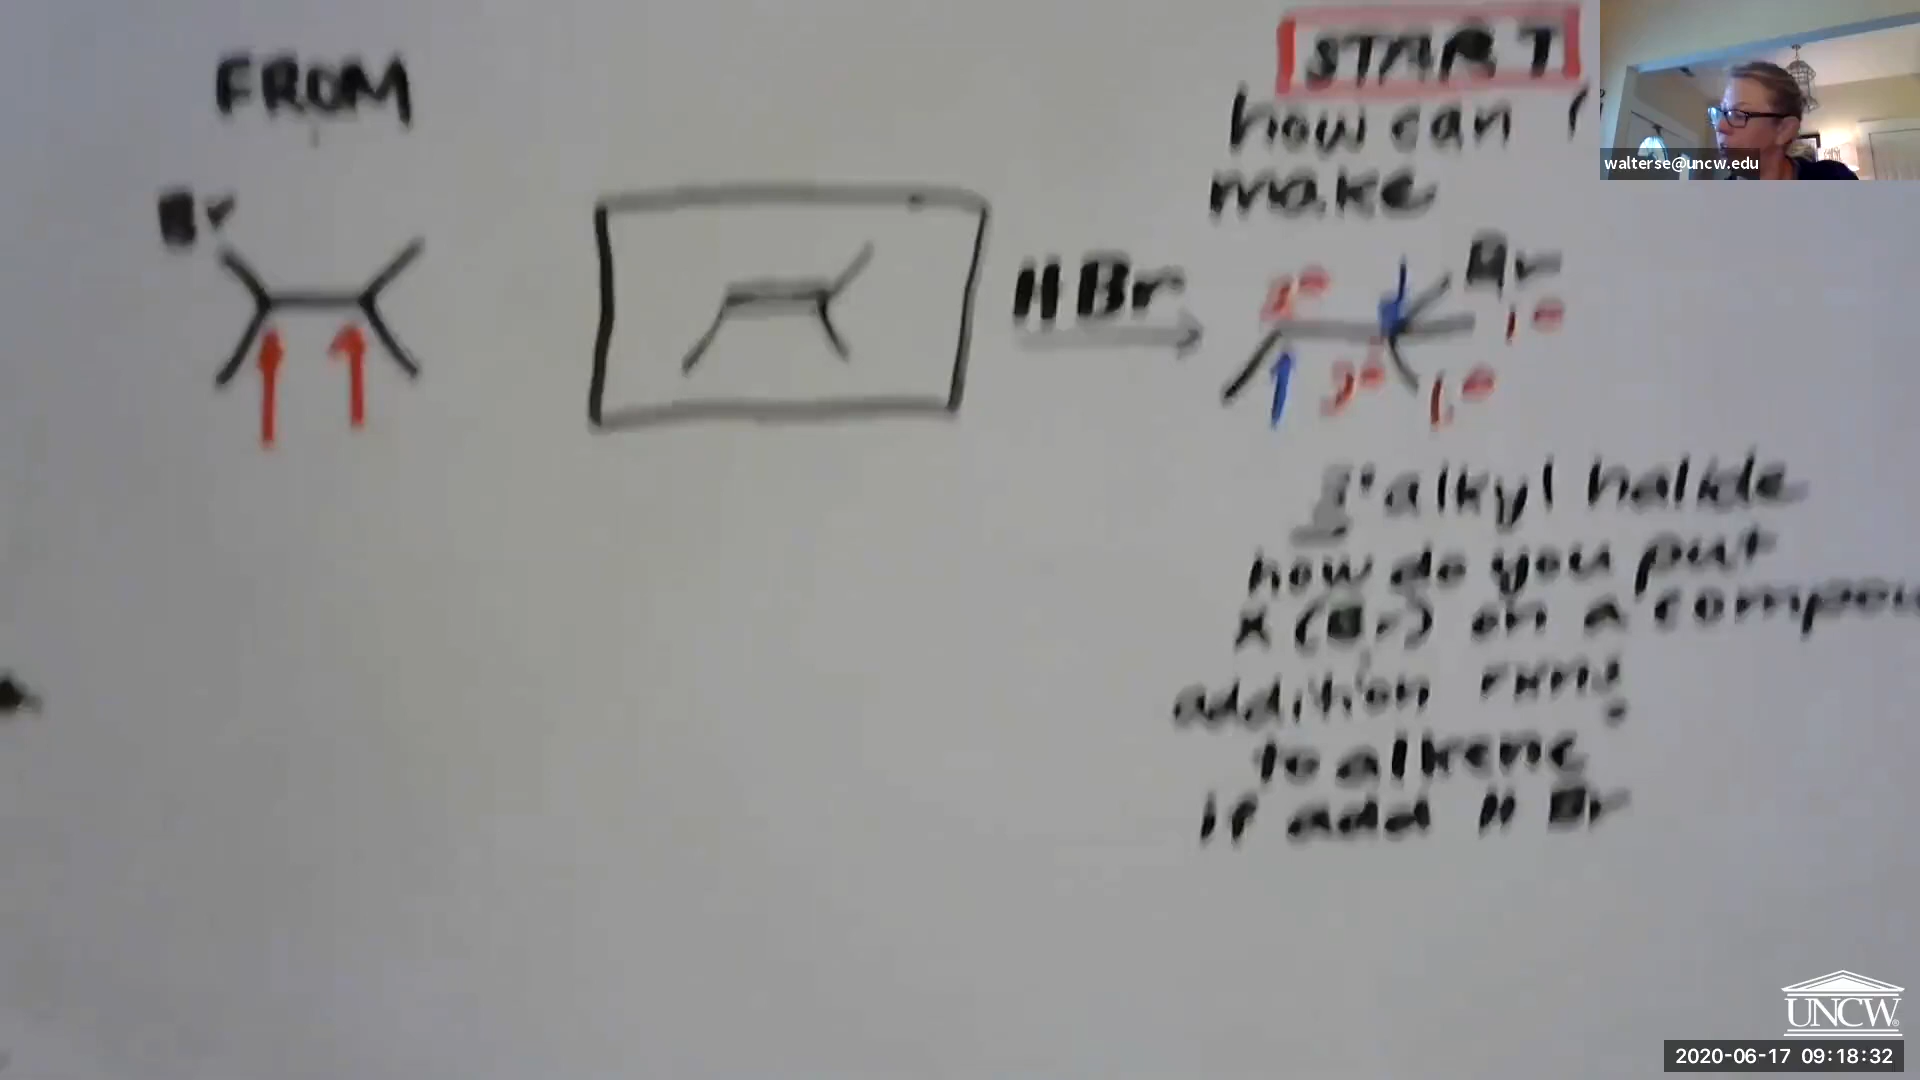 FROM
Br
START
how can I
make
HBr
Br
2°
1°
3°
1°
3° alkyl halide
how do you put
X (Br) on a compou
addition rxns
to alkene
if add HBr
walterse@uncw.edu
UNCW
2020-06-17 09:18:32